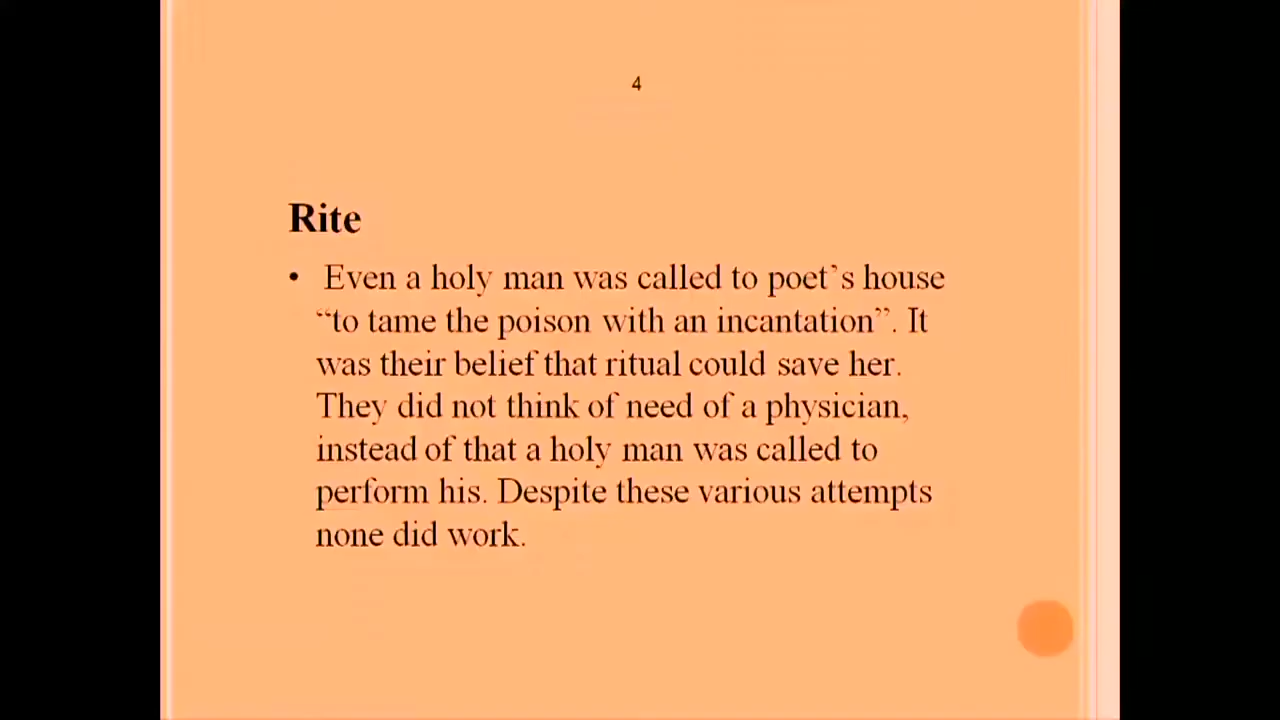 4
Rite
• Even a holy man was called to poet’s house
“to tame the poison with an incantation”. It
was their belief that ritual could save her.
They did not think of need of a physician,
instead of that a holy man was called to
perform his. Despite these various attempts
none did work.